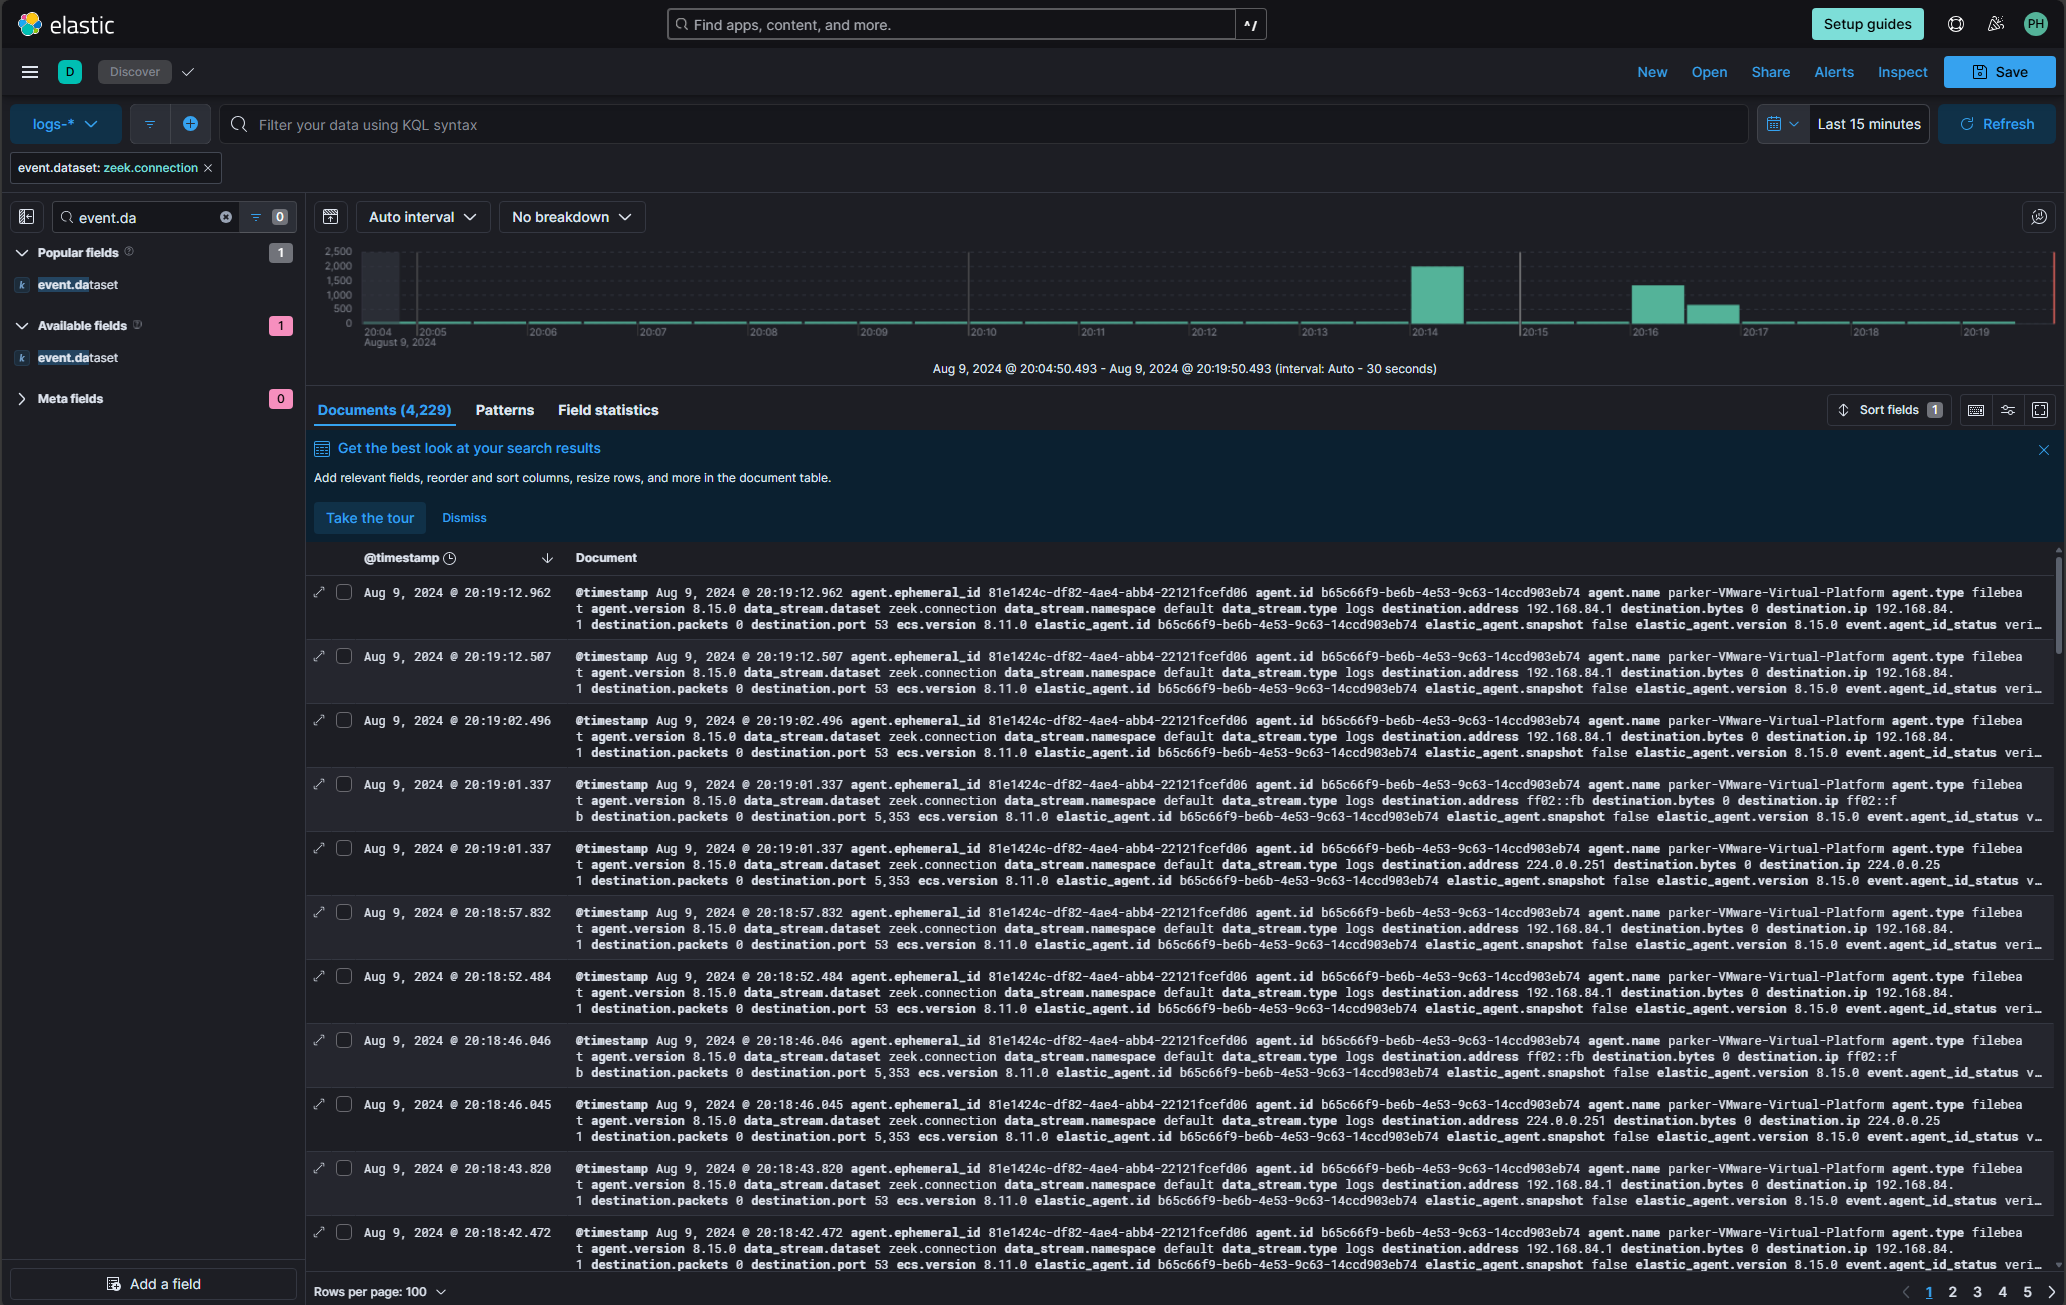 elastic
Find apps, content, and more.
^/
Setup guides
PH
D
Discover
New
Open
Share
Alerts
Inspect
Save
logs-*
Filter your data using KQL syntax
Last 15 minutes
Refresh
event.dataset: zeek.connection
event.da
0
Auto interval
No breakdown
Popular fields
1
k event.dataset
Available fields
1
k event.dataset
Meta fields
0
2,500
2,000
1,500
1,000
500
0
20:04 20:05 20:06 20:07 20:08 20:09 20:10 20:11 20:12 20:13 20:14 20:15 20:16 20:17 20:18 20:19
August 9, 2024
Aug 9, 2024 @ 20:04:50.493 - Aug 9, 2024 @ 20:19:50.493 (interval: Auto - 30 seconds)
Documents (4,229)
Patterns
Field statistics
Sort fields 1
Get the best look at your search results
Add relevant fields, reorder and sort columns, resize rows, and more in the document table.
Take the tour
Dismiss
@timestamp
Document
Aug 9, 2024 @ 20:19:12.962
@timestamp Aug 9, 2024 @ 20:19:12.962 agent.ephemeral_id 81e1424c-df82-4ae4-abb4-22121fcefd06 agent.id b65c66f9-be6b-4e53-9c63-14ccd903eb74 agent.name parker-VMware-Virtual-Platform agent.type filebea
t agent.version 8.15.0 data_stream.dataset zeek.connection data_stream.namespace default data_stream.type logs destination.address 192.168.84.1 destination.bytes 0 destination.ip 192.168.84.
1 destination.packets 0 destination.port 53 ecs.version 8.11.0 elastic_agent.id b65c66f9-be6b-4e53-9c63-14ccd903eb74 elastic_agent.snapshot false elastic_agent.version 8.15.0 event.agent_id_status veri…
Aug 9, 2024 @ 20:19:12.507
@timestamp Aug 9, 2024 @ 20:19:12.507 agent.ephemeral_id 81e1424c-df82-4ae4-abb4-22121fcefd06 agent.id b65c66f9-be6b-4e53-9c63-14ccd903eb74 agent.name parker-VMware-Virtual-Platform agent.type filebea
t agent.version 8.15.0 data_stream.dataset zeek.connection data_stream.namespace default data_stream.type logs destination.address 192.168.84.1 destination.bytes 0 destination.ip 192.168.84.
1 destination.packets 0 destination.port 53 ecs.version 8.11.0 elastic_agent.id b65c66f9-be6b-4e53-9c63-14ccd903eb74 elastic_agent.snapshot false elastic_agent.version 8.15.0 event.agent_id_status veri…
Aug 9, 2024 @ 20:19:02.496
@timestamp Aug 9, 2024 @ 20:19:02.496 agent.ephemeral_id 81e1424c-df82-4ae4-abb4-22121fcefd06 agent.id b65c66f9-be6b-4e53-9c63-14ccd903eb74 agent.name parker-VMware-Virtual-Platform agent.type filebea
t agent.version 8.15.0 data_stream.dataset zeek.connection data_stream.namespace default data_stream.type logs destination.address 192.168.84.1 destination.bytes 0 destination.ip 192.168.84.
1 destination.packets 0 destination.port 53 ecs.version 8.11.0 elastic_agent.id b65c66f9-be6b-4e53-9c63-14ccd903eb74 elastic_agent.snapshot false elastic_agent.version 8.15.0 event.agent_id_status veri…
Aug 9, 2024 @ 20:19:01.337
@timestamp Aug 9, 2024 @ 20:19:01.337 agent.ephemeral_id 81e1424c-df82-4ae4-abb4-22121fcefd06 agent.id b65c66f9-be6b-4e53-9c63-14ccd903eb74 agent.name parker-VMware-Virtual-Platform agent.type filebea
t agent.version 8.15.0 data_stream.dataset zeek.connection data_stream.namespace default data_stream.type logs destination.address ff02::fb destination.bytes 0 destination.ip ff02::f
b destination.packets 0 destination.port 5,353 ecs.version 8.11.0 elastic_agent.id b65c66f9-be6b-4e53-9c63-14ccd903eb74 elastic_agent.snapshot false elastic_agent.version 8.15.0 event.agent_id_status v…
Aug 9, 2024 @ 20:19:01.337
@timestamp Aug 9, 2024 @ 20:19:01.337 agent.ephemeral_id 81e1424c-df82-4ae4-abb4-22121fcefd06 agent.id b65c66f9-be6b-4e53-9c63-14ccd903eb74 agent.name parker-VMware-Virtual-Platform agent.type filebea
t agent.version 8.15.0 data_stream.dataset zeek.connection data_stream.namespace default data_stream.type logs destination.address 224.0.0.251 destination.bytes 0 destination.ip 224.0.0.25
1 destination.packets 0 destination.port 5,353 ecs.version 8.11.0 elastic_agent.id b65c66f9-be6b-4e53-9c63-14ccd903eb74 elastic_agent.snapshot false elastic_agent.version 8.15.0 event.agent_id_status v…
Aug 9, 2024 @ 20:18:57.832
@timestamp Aug 9, 2024 @ 20:18:57.832 agent.ephemeral_id 81e1424c-df82-4ae4-abb4-22121fcefd06 agent.id b65c66f9-be6b-4e53-9c63-14ccd903eb74 agent.name parker-VMware-Virtual-Platform agent.type filebea
t agent.version 8.15.0 data_stream.dataset zeek.connection data_stream.namespace default data_stream.type logs destination.address 192.168.84.1 destination.bytes 0 destination.ip 192.168.84.
1 destination.packets 0 destination.port 53 ecs.version 8.11.0 elastic_agent.id b65c66f9-be6b-4e53-9c63-14ccd903eb74 elastic_agent.snapshot false elastic_agent.version 8.15.0 event.agent_id_status veri…
Aug 9, 2024 @ 20:18:52.484
@timestamp Aug 9, 2024 @ 20:18:52.484 agent.ephemeral_id 81e1424c-df82-4ae4-abb4-22121fcefd06 agent.id b65c66f9-be6b-4e53-9c63-14ccd903eb74 agent.name parker-VMware-Virtual-Platform agent.type filebea
t agent.version 8.15.0 data_stream.dataset zeek.connection data_stream.namespace default data_stream.type logs destination.address 192.168.84.1 destination.bytes 0 destination.ip 192.168.84.
1 destination.packets 0 destination.port 53 ecs.version 8.11.0 elastic_agent.id b65c66f9-be6b-4e53-9c63-14ccd903eb74 elastic_agent.snapshot false elastic_agent.version 8.15.0 event.agent_id_status veri…
Aug 9, 2024 @ 20:18:46.046
@timestamp Aug 9, 2024 @ 20:18:46.046 agent.ephemeral_id 81e1424c-df82-4ae4-abb4-22121fcefd06 agent.id b65c66f9-be6b-4e53-9c63-14ccd903eb74 agent.name parker-VMware-Virtual-Platform agent.type filebea
t agent.version 8.15.0 data_stream.dataset zeek.connection data_stream.namespace default data_stream.type logs destination.address ff02::fb destination.bytes 0 destination.ip ff02::f
b destination.packets 0 destination.port 5,353 ecs.version 8.11.0 elastic_agent.id b65c66f9-be6b-4e53-9c63-14ccd903eb74 elastic_agent.snapshot false elastic_agent.version 8.15.0 event.agent_id_status v…
Aug 9, 2024 @ 20:18:46.045
@timestamp Aug 9, 2024 @ 20:18:46.045 agent.ephemeral_id 81e1424c-df82-4ae4-abb4-22121fcefd06 agent.id b65c66f9-be6b-4e53-9c63-14ccd903eb74 agent.name parker-VMware-Virtual-Platform agent.type filebea
t agent.version 8.15.0 data_stream.dataset zeek.connection data_stream.namespace default data_stream.type logs destination.address 224.0.0.251 destination.bytes 0 destination.ip 224.0.0.25
1 destination.packets 0 destination.port 5,353 ecs.version 8.11.0 elastic_agent.id b65c66f9-be6b-4e53-9c63-14ccd903eb74 elastic_agent.snapshot false elastic_agent.version 8.15.0 event.agent_id_status v…
Aug 9, 2024 @ 20:18:43.820
@timestamp Aug 9, 2024 @ 20:18:43.820 agent.ephemeral_id 81e1424c-df82-4ae4-abb4-22121fcefd06 agent.id b65c66f9-be6b-4e53-9c63-14ccd903eb74 agent.name parker-VMware-Virtual-Platform agent.type filebea
t agent.version 8.15.0 data_stream.dataset zeek.connection data_stream.namespace default data_stream.type logs destination.address 192.168.84.1 destination.bytes 0 destination.ip 192.168.84.
1 destination.packets 0 destination.port 53 ecs.version 8.11.0 elastic_agent.id b65c66f9-be6b-4e53-9c63-14ccd903eb74 elastic_agent.snapshot false elastic_agent.version 8.15.0 event.agent_id_status veri…
Aug 9, 2024 @ 20:18:42.472
@timestamp Aug 9, 2024 @ 20:18:42.472 agent.ephemeral_id 81e1424c-df82-4ae4-abb4-22121fcefd06 agent.id b65c66f9-be6b-4e53-9c63-14ccd903eb74 agent.name parker-VMware-Virtual-Platform agent.type filebea
t agent.version 8.15.0 data_stream.dataset zeek.connection data_stream.namespace default data_stream.type logs destination.address 192.168.84.1 destination.bytes 0 destination.ip 192.168.84.
1 destination.packets 0 destination.port 53 ecs.version 8.11.0 elastic_agent.id b65c66f9-be6b-4e53-9c63-14ccd903eb74 elastic_agent.snapshot false elastic_agent.version 8.15.0 event.agent_id_status veri…
Add a field
Rows per page: 100
1 2 3 4 5